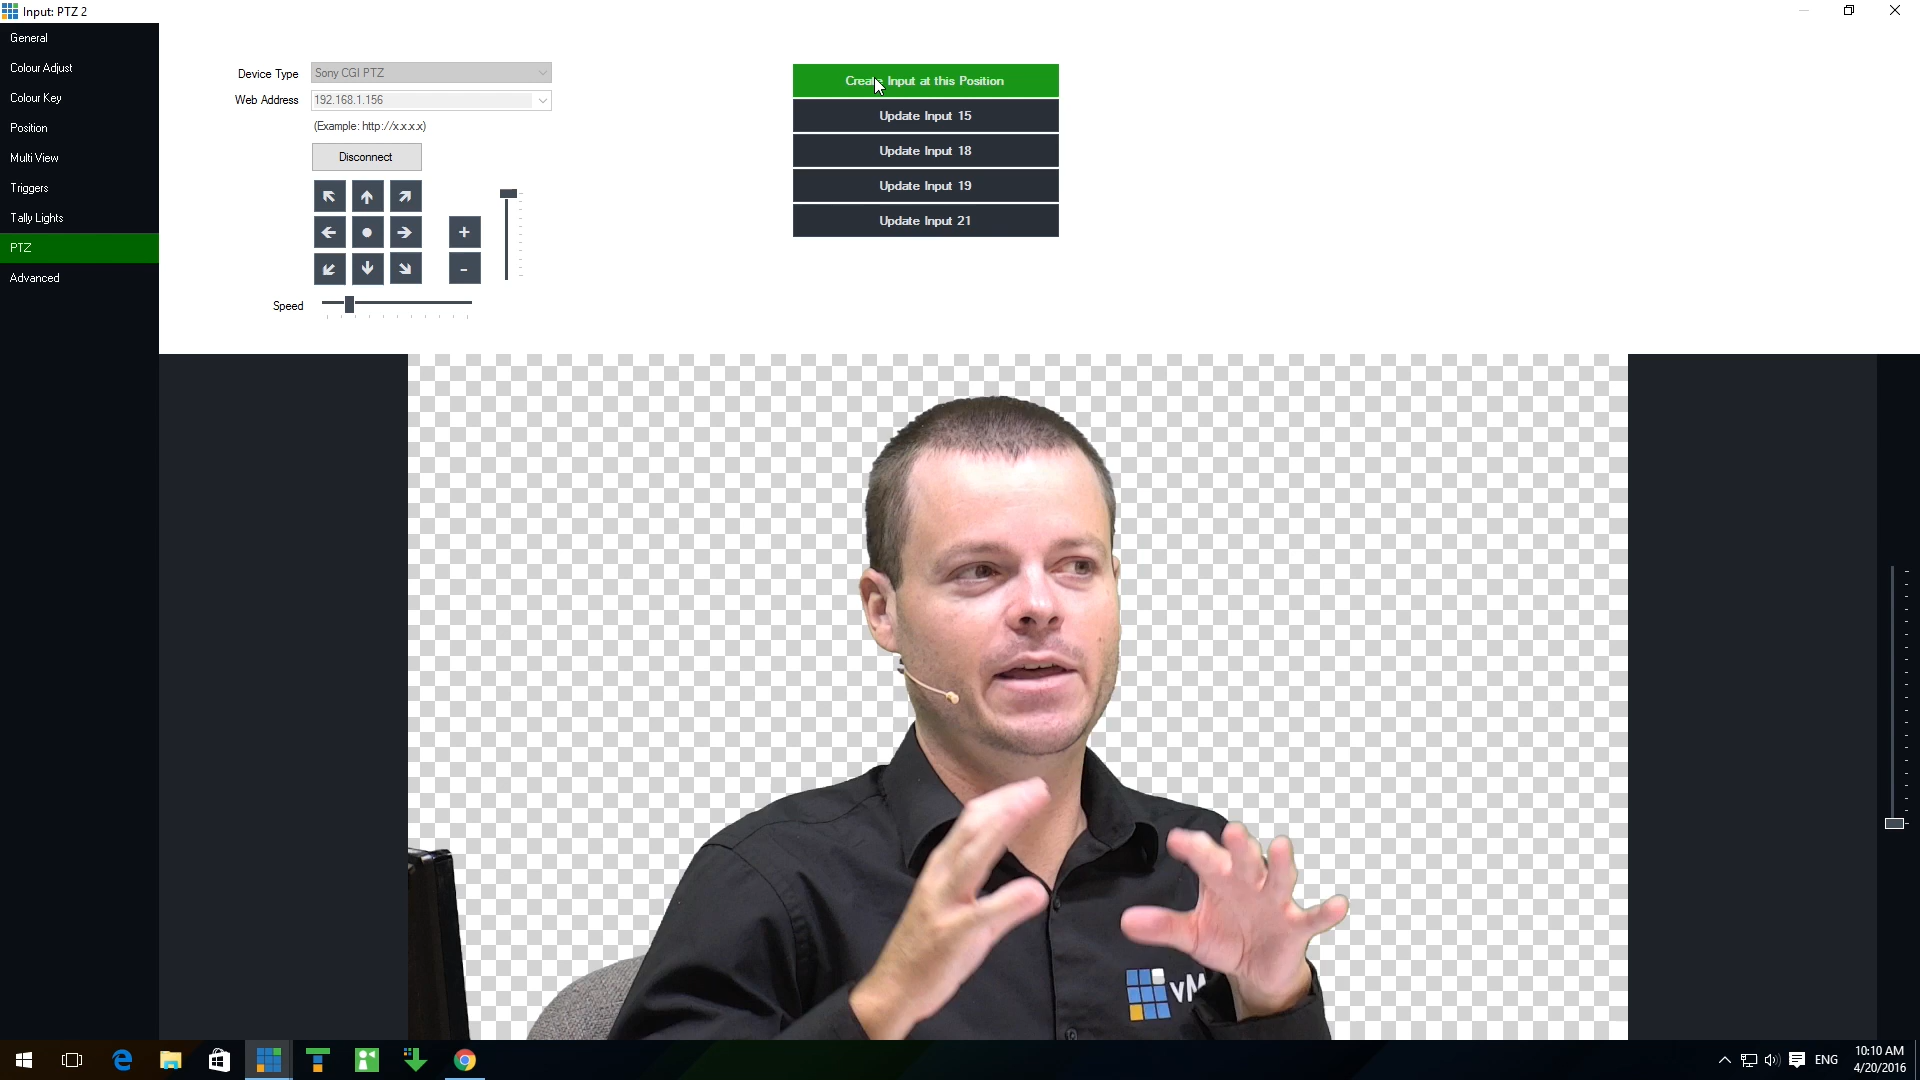 Input: PTZ 2
General
Colour Adjust
Colour Key
Position
Multi View
Triggers
Tally Lights
PTZ
Advanced
Device Type
Sony CGI PTZ
Web Address
192.168.1.156
(Example: http://x.x.x.x)
Disconnect
+
-
Speed
Create Input at this Position
Update Input 15
Update Input 18
Update Input 19
Update Input 21
vM
ENG
10:10 AM
4/20/2016